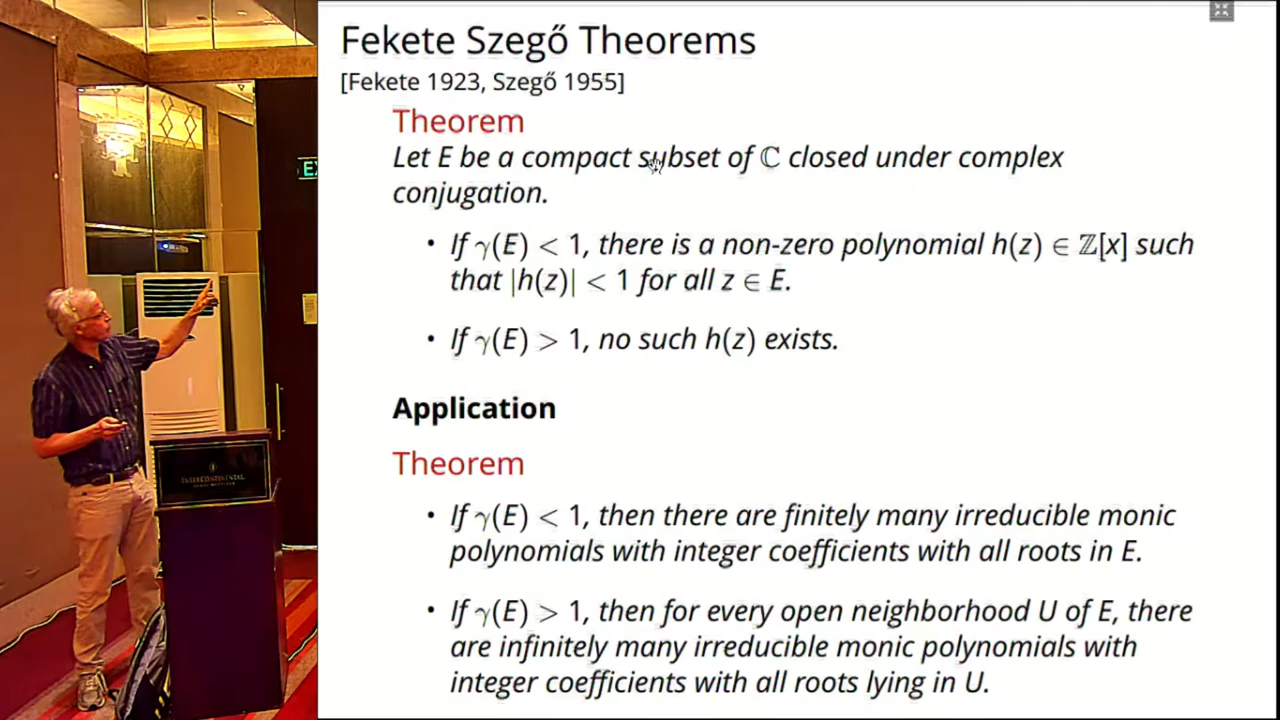 Fekete Szegő Theorems
[Fekete 1923, Szegő 1955]
Theorem
Let E be a compact subset of ℂ closed under complex
conjugation.
• If γ(E) < 1, there is a non-zero polynomial h(z) ∈ ℤ[x] such
that |h(z)| < 1 for all z ∈ E.
• If γ(E) > 1, no such h(z) exists.
Application
Theorem
• If γ(E) < 1, then there are finitely many irreducible monic
polynomials with integer coefficients with all roots in E.
• If γ(E) > 1, then for every open neighborhood U of E, there
are infinitely many irreducible monic polynomials with
integer coefficients with all roots lying in U.
EX
INTERCONTINENTAL